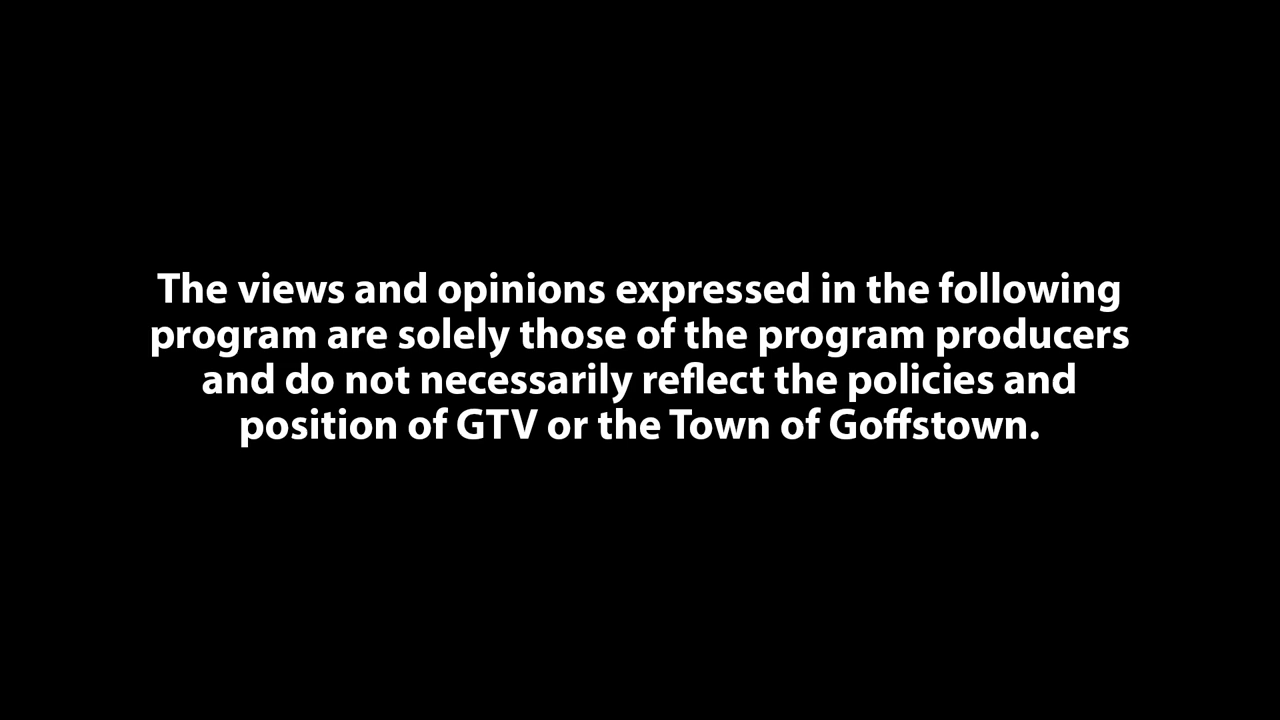 The views and opinions expressed in the following
program are solely those of the program producers
and do not necessarily reflect the policies and
position of GTV or the Town of Goffstown.